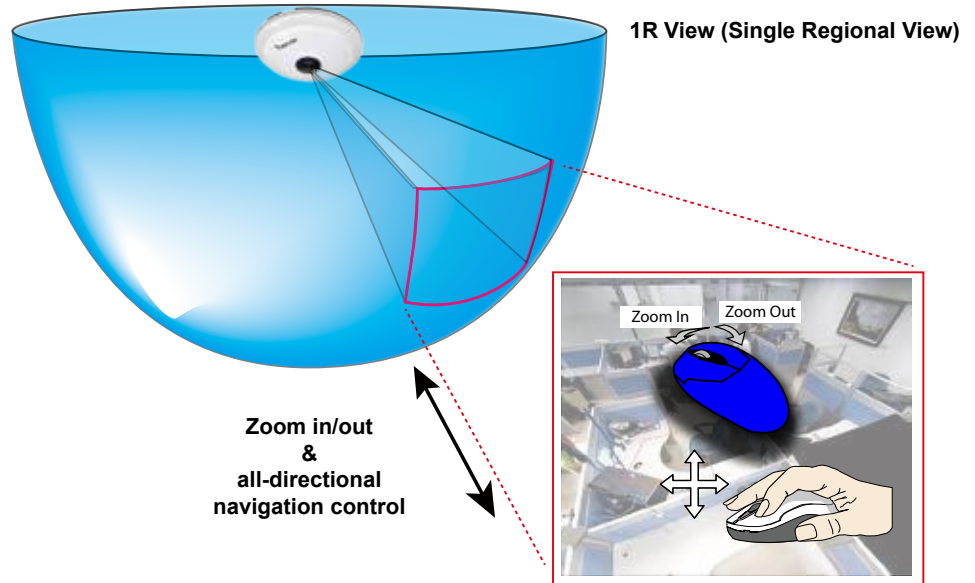 1R View (Single Regional View)
Zoom In
Zoom Out
Zoom in/out
&
all-directional
navigation control